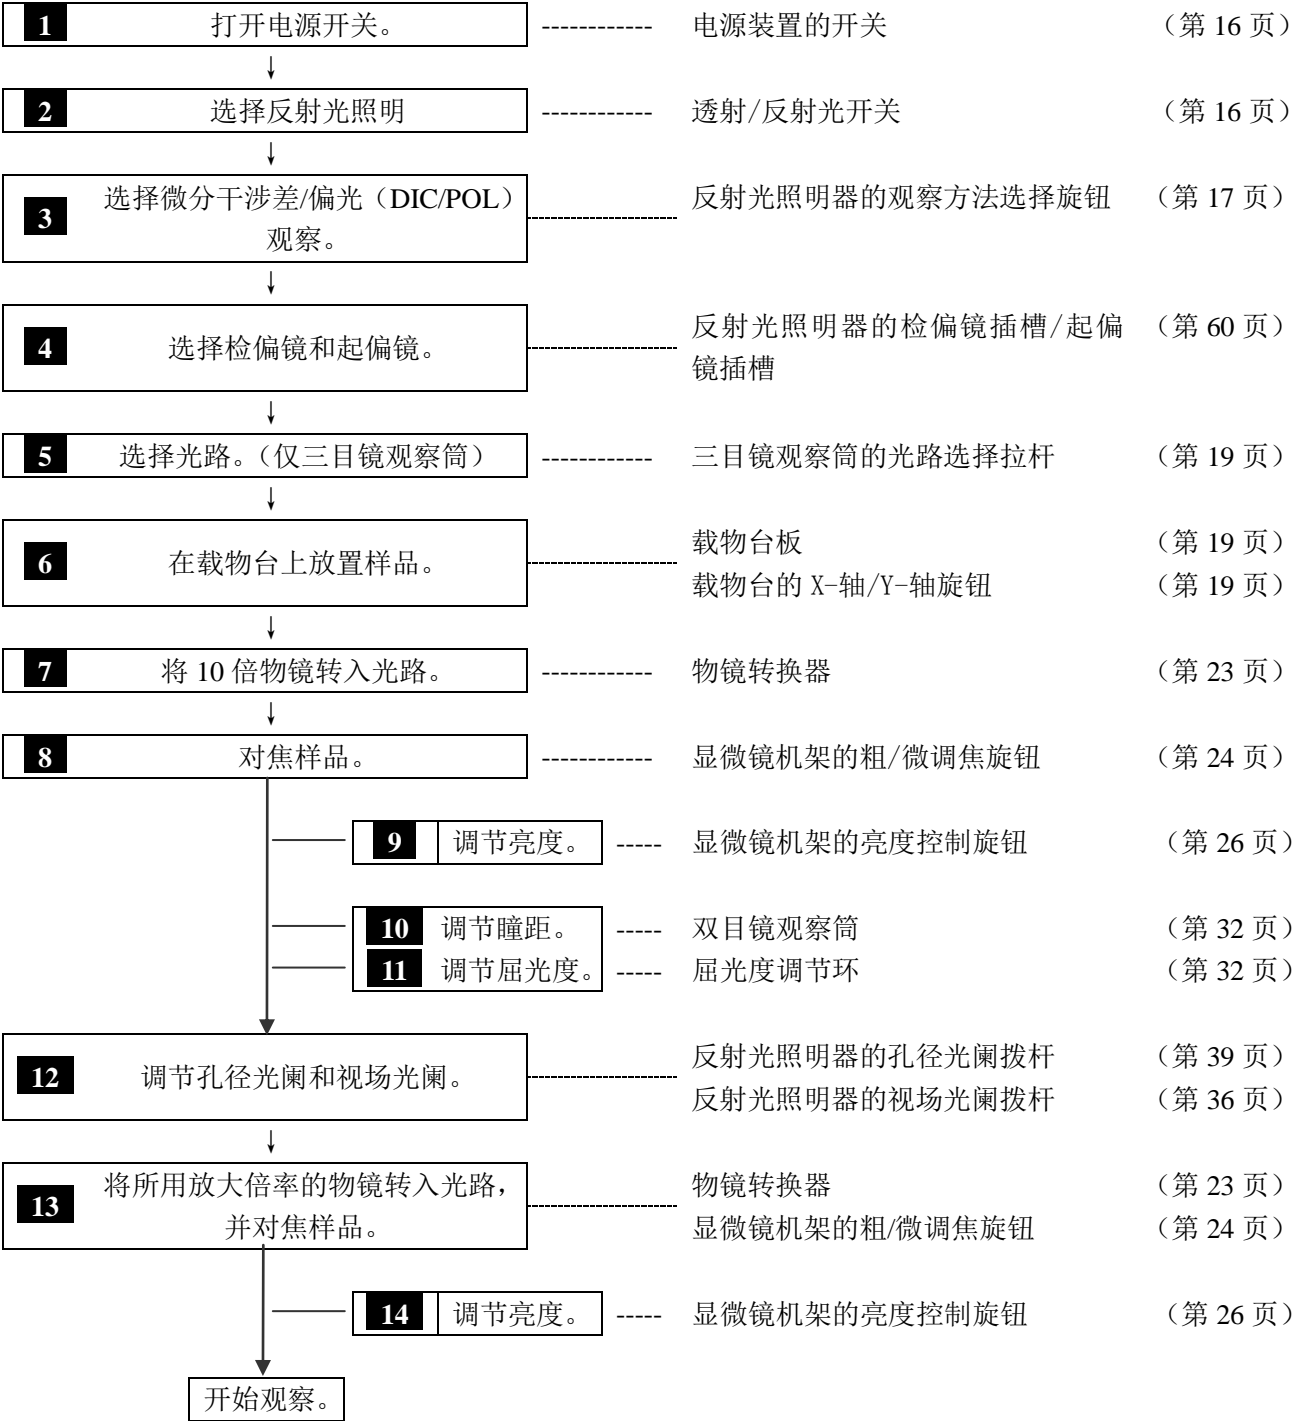 1 打开电源开关。 ------------ 电源装置的开关 （第 16 页）
2 选择反射光照明 ------------ 透射/反射光开关 （第 16 页）
3 选择微分干涉差/偏光（DIC/POL） 反射光照明器的观察方法选择旋钮 （第 17 页）
观察。
4 选择检偏镜和起偏镜。 反射光照明器的检偏镜插槽/起偏 （第 60 页）
镜插槽
5 选择光路。（仅三目镜观察筒） ------------ 三目镜观察筒的光路选择拉杆 （第 19 页）
6 在载物台上放置样品。 载物台板 （第 19 页）
载物台的 X-轴/Y-轴旋钮 （第 19 页）
7 将 10 倍物镜转入光路。 ------------ 物镜转换器 （第 23 页）
8 对焦样品。 ------------ 显微镜机架的粗/微调焦旋钮 （第 24 页）
9 调节亮度。 ----- 显微镜机架的亮度控制旋钮 （第 26 页）
10 调节瞳距。 ----- 双目镜观察筒 （第 32 页）
11 调节屈光度。 ----- 屈光度调节环 （第 32 页）
12 调节孔径光阑和视场光阑。 反射光照明器的孔径光阑拨杆 （第 39 页）
反射光照明器的视场光阑拨杆 （第 36 页）
13 将所用放大倍率的物镜转入光路， 物镜转换器 （第 23 页）
并对焦样品。 显微镜机架的粗/微调焦旋钮 （第 24 页）
14 调节亮度。 ----- 显微镜机架的亮度控制旋钮 （第 26 页）
开始观察。